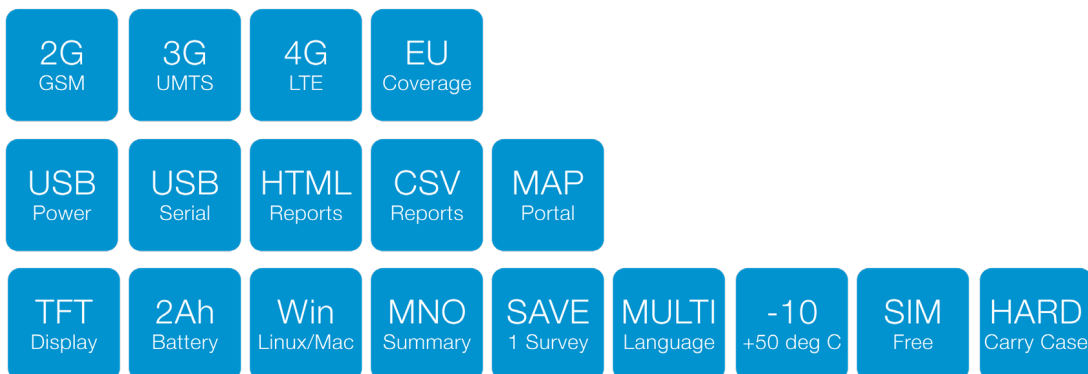 2G
GSM
3G
UMTS
4G
LTE
EU
Coverage
USB
Power
USB
Serial
HTML
Reports
CSV
Reports
MAP
Portal
TFT
Display
2Ah
Battery
Win
Linux/Mac
MNO
Summary
SAVE
1 Survey
MULTI
Language
-10
+50 deg C
SIM
Free
HARD
Carry Case